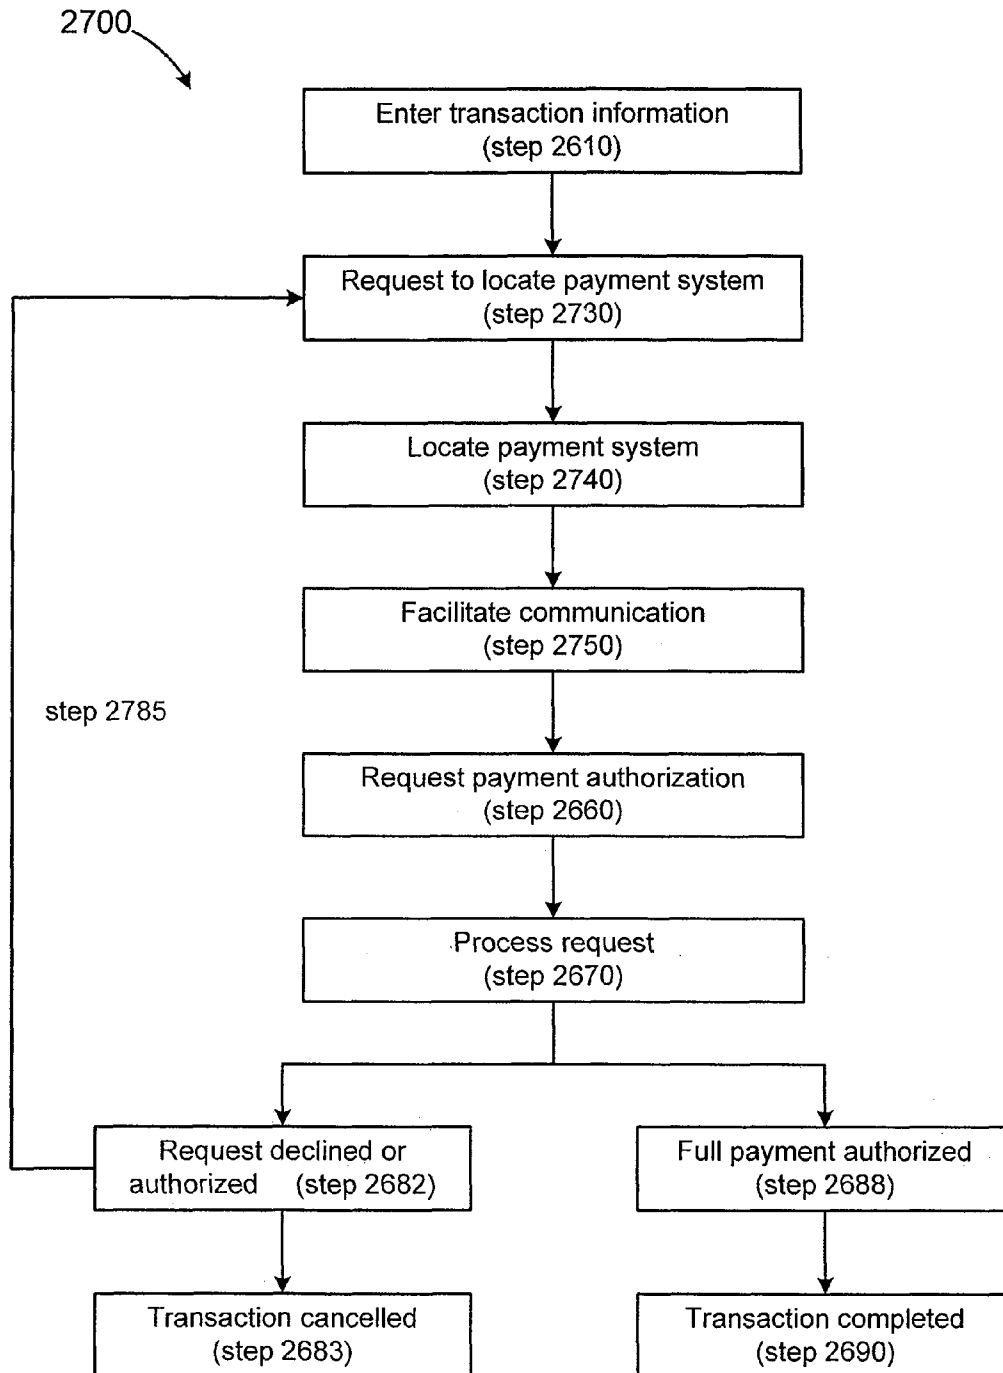 2700
Enter transaction information
(step 2610)
Request to locate payment system
(step 2730)
Locate payment system
(step 2740)
Facilitate communication
(step 2750)
step 2785
Request payment authorization
(step 2660)
Process request
(step 2670)
Request declined or
authorized (step 2682)
Full payment authorized
(step 2688)
Transaction cancelled
(step 2683)
Transaction completed
(step 2690)